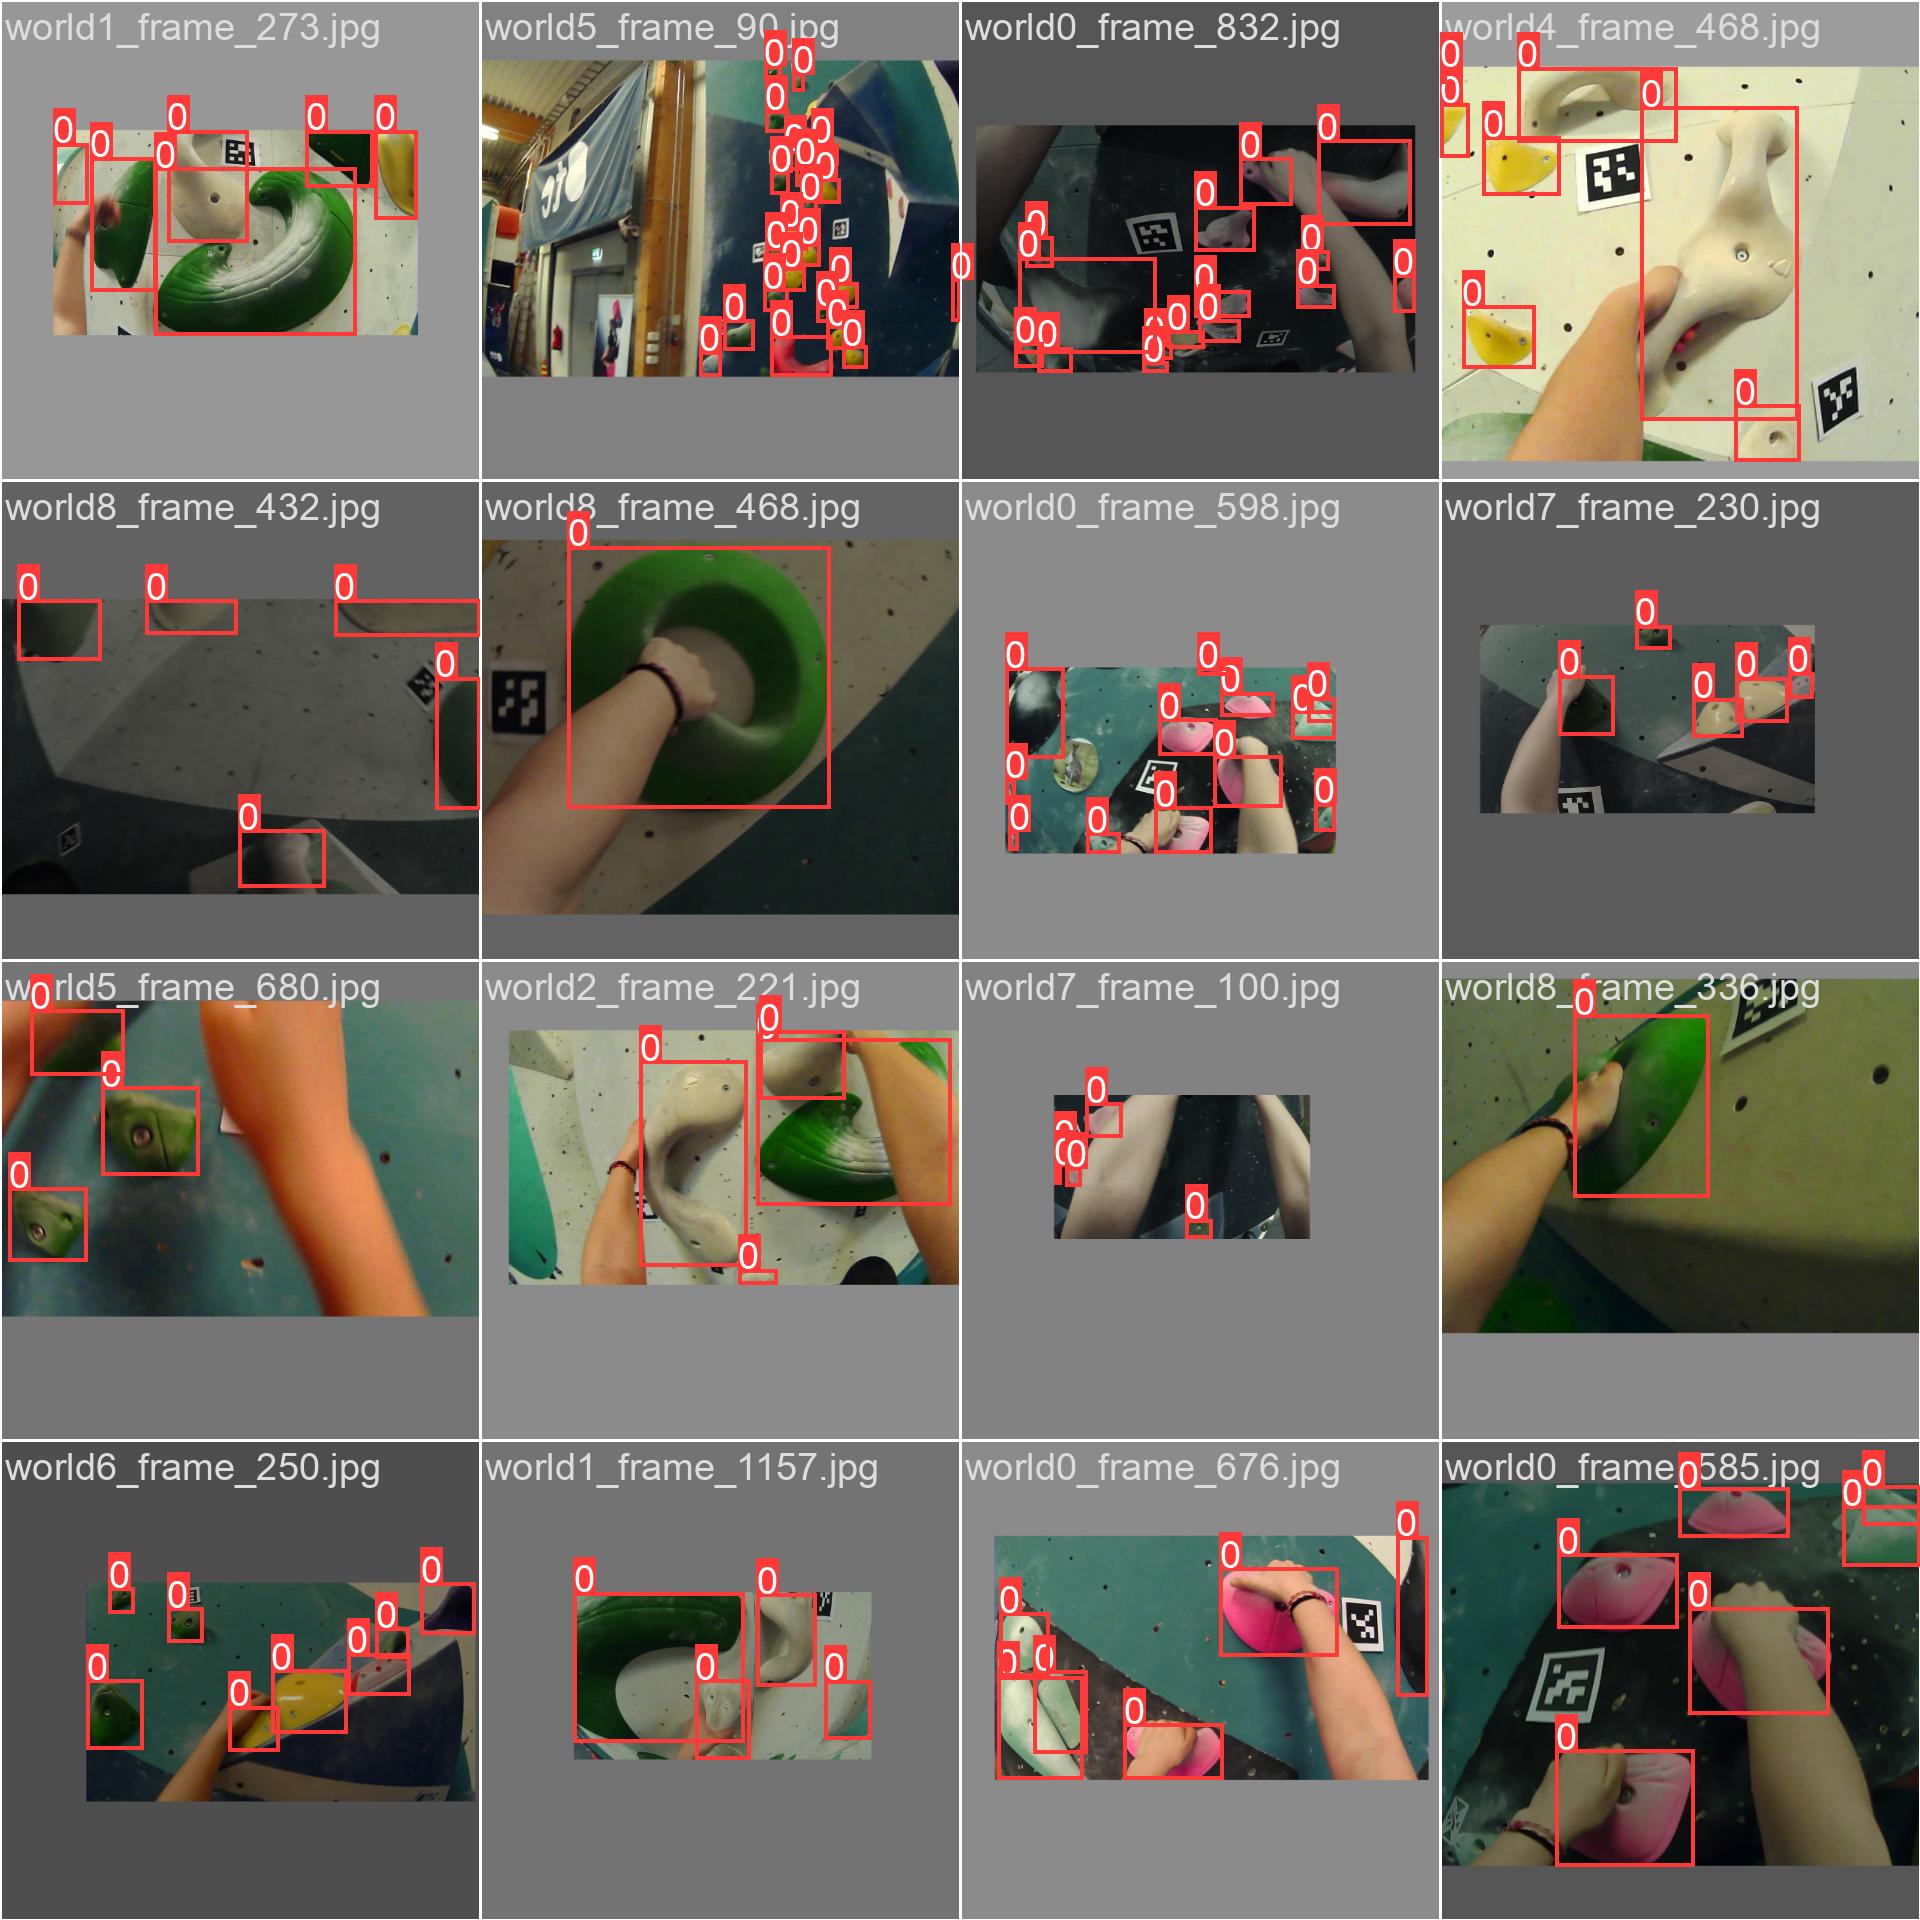 world1_frame_273.jpg
world5_frame_90.jpg
world0_frame_832.jpg
world4_frame_468.jpg
world8_frame_432.jpg
world8_frame_468.jpg
world0_frame_598.jpg
world7_frame_230.jpg
world5_frame_680.jpg
world2_frame_221.jpg
world7_frame_100.jpg
world8_frame_336.jpg
world6_frame_250.jpg
world1_frame_1157.jpg
world0_frame_676.jpg
world0_frame_585.jpg